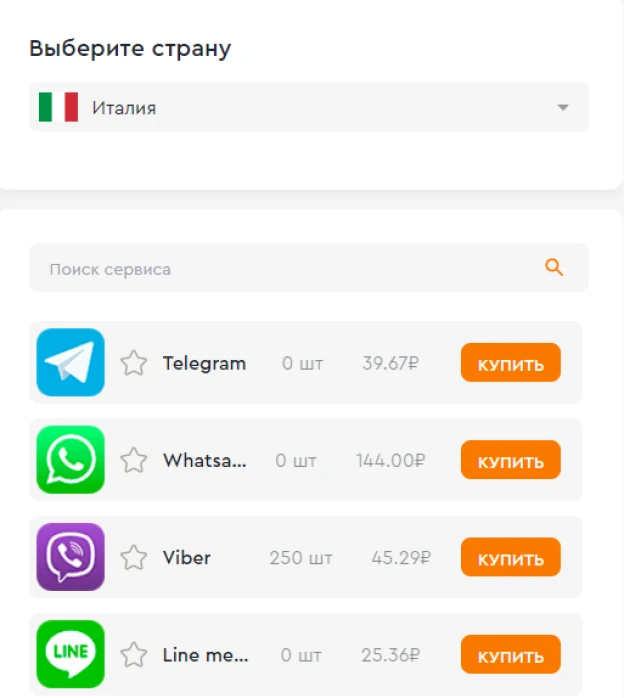 Выберите страну
Италия
Поиск сервиса
Telegram 0 шт 39.67₽ КУПИТЬ
Whatsa... 0 шт 144.00₽ КУПИТЬ
Viber 250 шт 45.29₽ КУПИТЬ
LINE Line me... 0 шт 25.36₽ КУПИТЬ